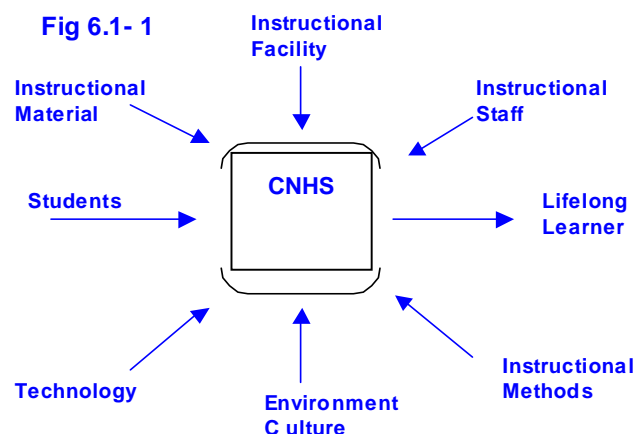 Fig 6.1- 1
Instructional
Facility
Instructional
Material
Instructional
Staff
CNHS
Students
Lifelong
Learner
Technology
Environment
C ulture
Instructional
Methods